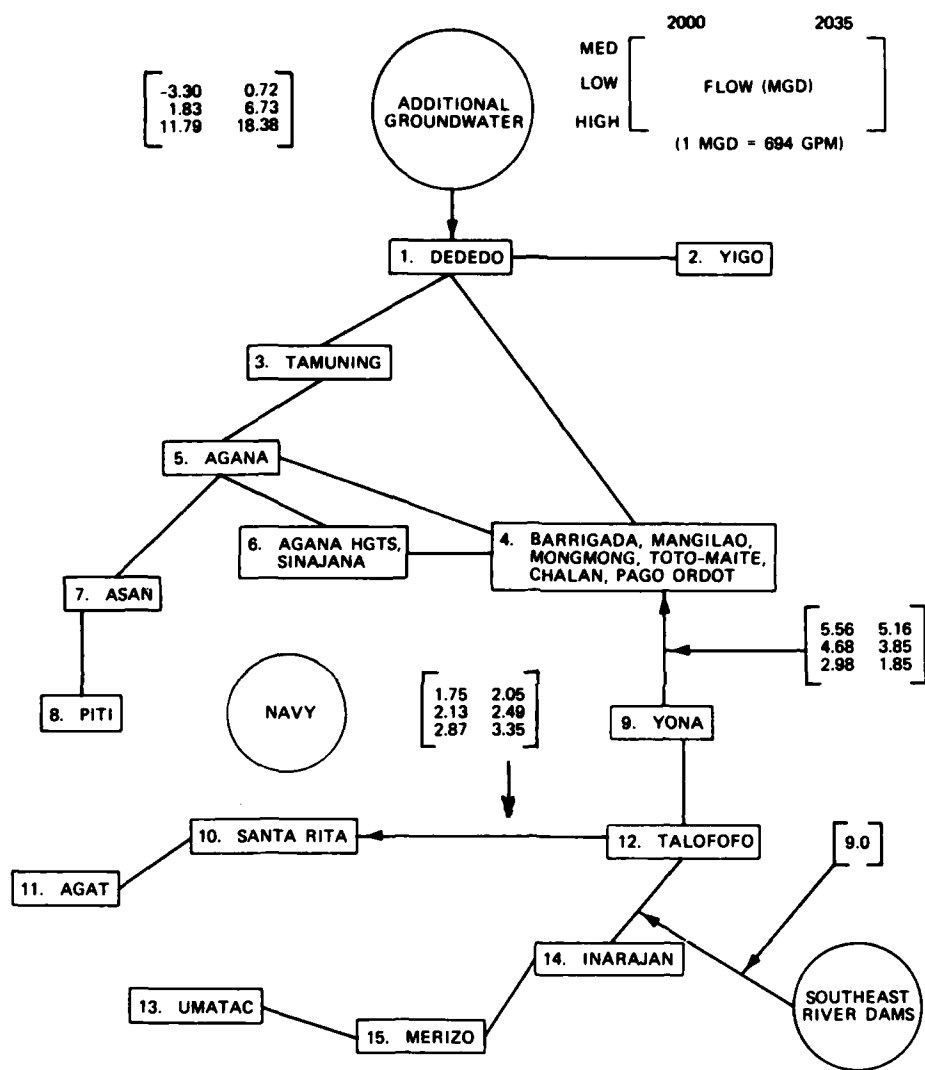 2000 2035
MED
LOW
HIGH
FLOW (MGD)
(1 MGD = 694 GPM)
-3.30 0.72
1.83 6.73
11.79 18.38
ADDITIONAL
GROUNDWATER
1. DEDEDO
2. YIGO
3. TAMUNING
5. AGANA
6. AGANA HGTS,
SINAJANA
4. BARRIGADA, MANGILAO,
MONGMONG, TOTO-MAITE,
CHALAN, PAGO ORDOT
7. ASAN
8. PITI
5.56 5.16
4.68 3.85
2.98 1.85
NAVY
1.75 2.05
2.13 2.49
2.87 3.35
9. YONA
10. SANTA RITA
12. TALOFOFO
9.0
11. AGAT
14. INARAJAN
13. UMATAC
15. MERIZO
SOUTHEAST
RIVER DAMS